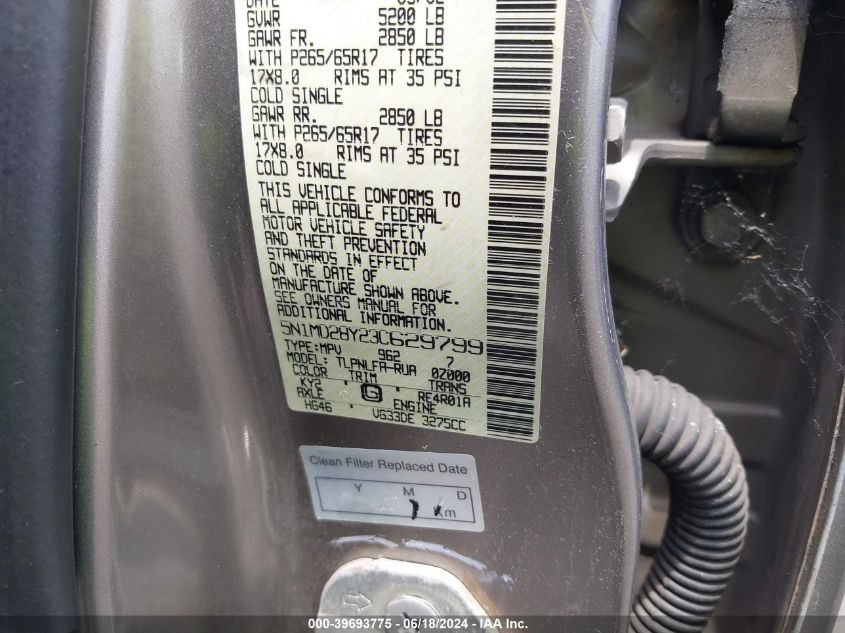 DATE
GVWR 5200 LB
GAWR FR. 2850 LB
WITH P265/65R17 TIRES
17X8.0 RIMS AT 35 PSI
COLD SINGLE
GAWR RR. 2850 LB
WITH P265/65R17 TIRES
17X8.0 RIMS AT 35 PSI
COLD SINGLE
THIS VEHICLE CONFORMS TO
ALL APPLICABLE FEDERAL
MOTOR VEHICLE SAFETY
AND THEFT PREVENTION
STANDARDS IN EFFECT
ON THE DATE OF
MANUFACTURE SHOWN ABOVE.
SEE OWNERS MANUAL FOR
ADDITIONAL INFORMATION.
5N1MD28Y23C629799
TYPE:MPV 962 7
MODEL: TLPNLFA-RUA 0Z000
COLOR TRIM TRANS
KY2 G RE4R01A
AXLE ENGINE
HG46 VG33DE 3275CC
Clean Filter Replaced Date
Y M D
Km
000-39693775 - 06/18/2024 - IAA Inc.